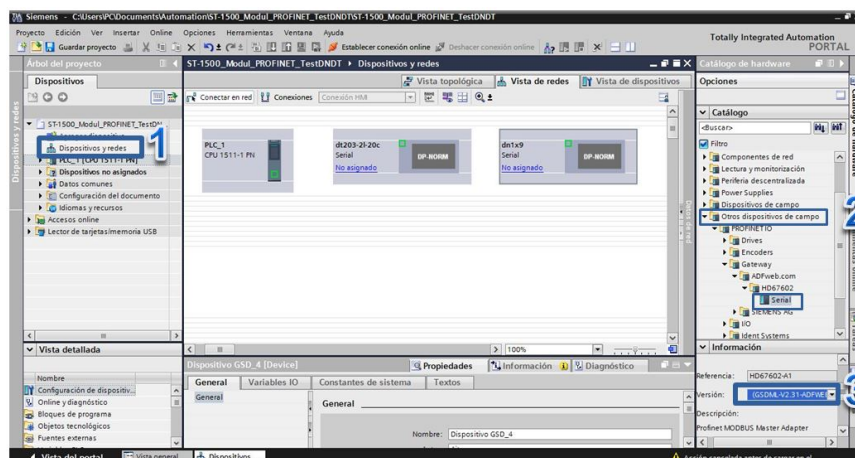 Siemens - C:\Users\PC\Documents\Automation\ST-1500_Modul_PROFINET_TestDNDT\ST-1500_Modul_PROFINET_TestDNDT
Proyecto Edición Ver Insertar Online Opciones Herramientas Ventana Ayuda
Totally Integrated Automation
PORTAL
Guardar proyecto
Establecer conexión online
Deshacer conexión online
Árbol del proyecto
ST-1500_Modul_PROFINET_TestDNDT ▸ Dispositivos y redes
Catálogo de hardware
Dispositivos
Vista topológica
Vista de redes
Vista de dispositivos
Opciones
Conectar en red
Conexiones
Conexión HMI
Dispositivos y redes
ST-1500_Modul_PROFINET_TestDN
1
Dispositivos y redes
PLC_1 [CPU 1511-1 PN]
Dispositivos no asignados
Datos comunes
Configuración del documento
Idiomas y recursos
Accesos online
Lector de tarjetas/memoria USB
PLC_1
CPU 1511-1 PN
dt203-2l-20c
Serial
No asignado
DP-NORM
dn1x9
Serial
No asignado
DP-NORM
Datos de red
Catálogo
<Buscar>
Filtro
Componentes de red
Lectura y monitorización
Periferia descentralizada
Power Supplies
Dispositivos de campo
Otros dispositivos de campo
2
PROFINET IO
Drives
Encoders
Gateway
ADFweb.com
HD67602
Serial
SIEMENS AG
I/O
Ident Systems
100%
Vista detallada
Nombre
Configuración de dispositiv...
Online y diagnóstico
Bloques de programa
Objetos tecnológicos
Fuentes externas
Dispositivo GSD_4 [Device]
Propiedades
Información
Diagnóstico
General
Variables IO
Constantes de sistema
Textos
General
General
Nombre: Dispositivo GSD_4
Información
Referencia: HD67602-A1
Versión: (GSDML-V2.31-ADFWE
3
Descripción:
Profinet MODBUS Master Adapter
Vista del portal
Vista general
Dispositivos